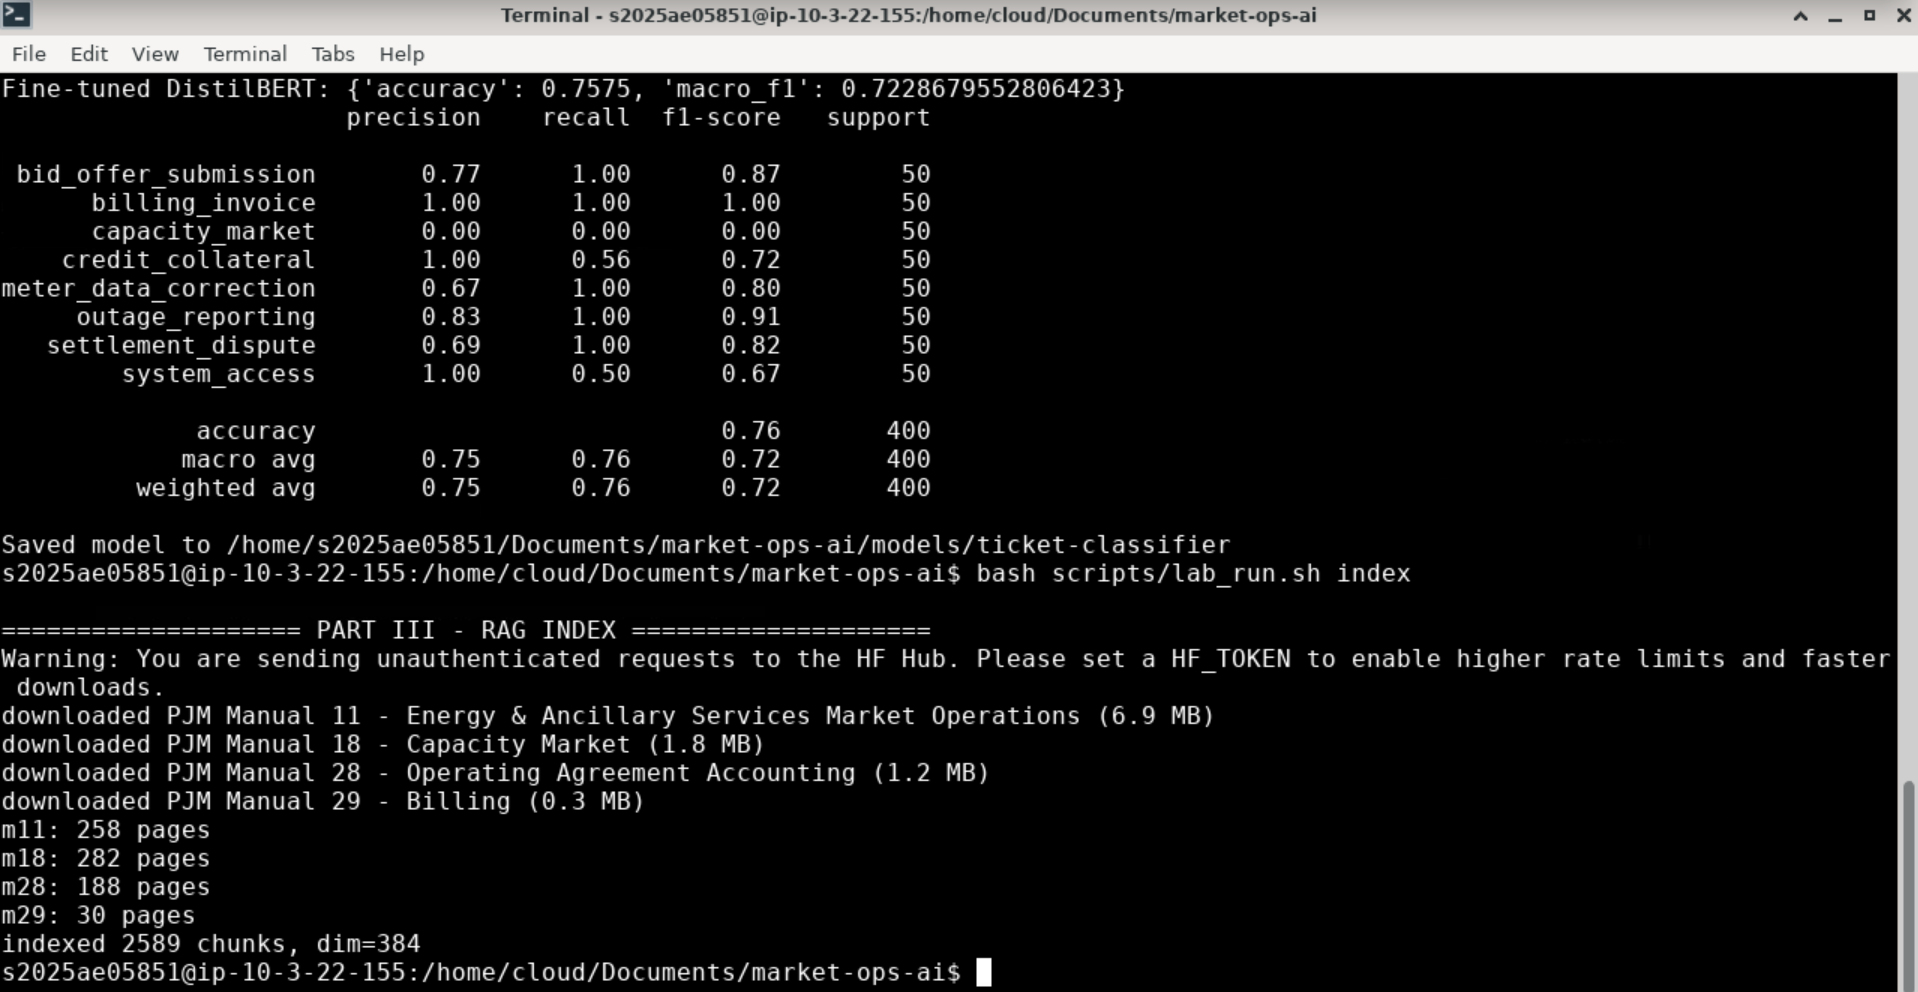 Terminal - s2025ae05851@ip-10-3-22-155:/home/cloud/Documents/market-ops-ai
File Edit View Terminal Tabs Help
Fine-tuned DistilBERT: {'accuracy': 0.7575, 'macro_f1': 0.7228679552806423}
precision recall f1-score support
bid_offer_submission 0.77 1.00 0.87 50
billing_invoice 1.00 1.00 1.00 50
capacity_market 0.00 0.00 0.00 50
credit_collateral 1.00 0.56 0.72 50
meter_data_correction 0.67 1.00 0.80 50
outage_reporting 0.83 1.00 0.91 50
settlement_dispute 0.69 1.00 0.82 50
system_access 1.00 0.50 0.67 50
accuracy 0.76 400
macro avg 0.75 0.76 0.72 400
weighted avg 0.75 0.76 0.72 400
Saved model to /home/s2025ae05851/Documents/market-ops-ai/models/ticket-classifier
s2025ae05851@ip-10-3-22-155:/home/cloud/Documents/market-ops-ai$ bash scripts/lab_run.sh index
==================== PART III - RAG INDEX ====================
Warning: You are sending unauthenticated requests to the HF Hub. Please set a HF_TOKEN to enable higher rate limits and faster
downloads.
downloaded PJM Manual 11 - Energy & Ancillary Services Market Operations (6.9 MB)
downloaded PJM Manual 18 - Capacity Market (1.8 MB)
downloaded PJM Manual 28 - Operating Agreement Accounting (1.2 MB)
downloaded PJM Manual 29 - Billing (0.3 MB)
m11: 258 pages
m18: 282 pages
m28: 188 pages
m29: 30 pages
indexed 2589 chunks, dim=384
s2025ae05851@ip-10-3-22-155:/home/cloud/Documents/market-ops-ai$